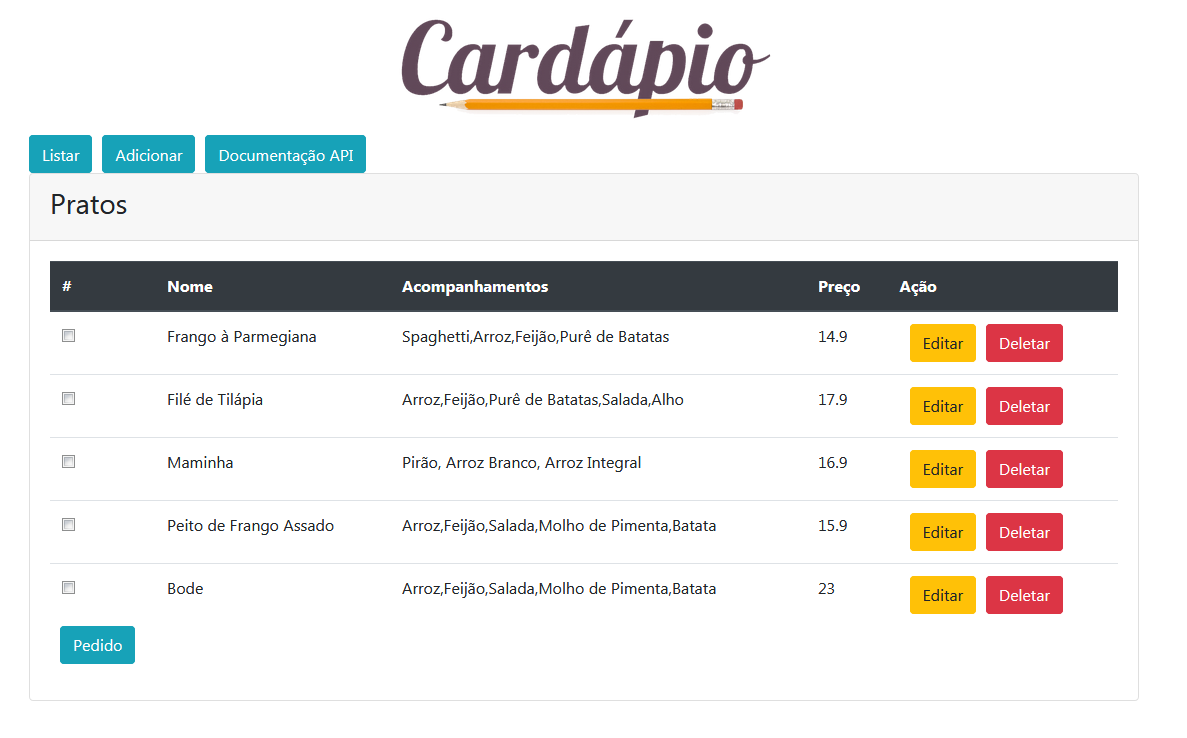 Cardápio
Listar Adicionar Documentação API
Pratos
# Nome Acompanhamentos Preço Ação
Frango à Parmegiana Spaghetti,Arroz,Feijão,Purê de Batatas 14.9 Editar Deletar
Filé de Tilápia Arroz,Feijão,Purê de Batatas,Salada,Alho 17.9 Editar Deletar
Maminha Pirão, Arroz Branco, Arroz Integral 16.9 Editar Deletar
Peito de Frango Assado Arroz,Feijão,Salada,Molho de Pimenta,Batata 15.9 Editar Deletar
Bode Arroz,Feijão,Salada,Molho de Pimenta,Batata 23 Editar Deletar
Pedido